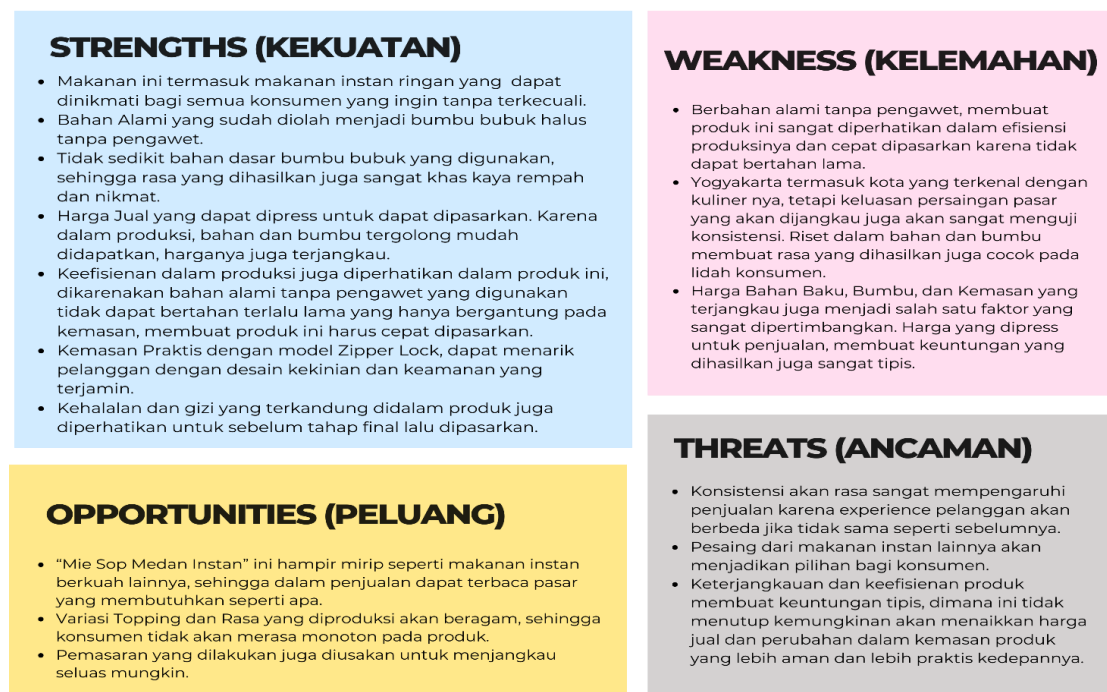 STRENGTHS (KEKUATAN)
• Makanan ini termasuk makanan instan ringan yang dapat
dinikmati bagi semua konsumen yang ingin tanpa terkecuali.
• Bahan Alami yang sudah diolah menjadi bumbu bubuk halus
tanpa pengawet.
• Tidak sedikit bahan dasar bumbu bubuk yang digunakan,
sehingga rasa yang dihasilkan juga sangat khas kaya rempah
dan nikmat.
• Harga Jual yang dapat dipress untuk dapat dipasarkan. Karena
dalam produksi, bahan dan bumbu tergolong mudah
didapatkan, harganya juga terjangkau.
• Keefisienan dalam produksi juga diperhatikan dalam produk ini,
dikarenakan bahan alami tanpa pengawet yang digunakan
tidak dapat bertahan terlalu lama yang hanya bergantung pada
kemasan, membuat produk ini harus cepat dipasarkan.
• Kemasan Praktis dengan model Zipper Lock, dapat menarik
pelanggan dengan desain kekinian dan keamanan yang
terjamin.
• Kehalalan dan gizi yang terkandung didalam produk juga
diperhatikan untuk sebelum tahap final lalu dipasarkan.
WEAKNESS (KELEMAHAN)
• Berbahan alami tanpa pengawet, membuat
produk ini sangat diperhatikan dalam efisiensi
produksinya dan cepat dipasarkan karena tidak
dapat bertahan lama.
• Yogyakarta termasuk kota yang terkenal dengan
kuliner nya, tetapi keluasan persaingan pasar
yang akan dijangkau juga akan sangat menguji
konsistensi. Riset dalam bahan dan bumbu
membuat rasa yang dihasilkan juga cocok pada
lidah konsumen.
• Harga Bahan Baku, Bumbu, dan Kemasan yang
terjangkau juga menjadi salah satu faktor yang
sangat dipertimbangkan. Harga yang dipress
untuk penjualan, membuat keuntungan yang
dihasilkan juga sangat tipis.
OPPORTUNITIES (PELUANG)
• “Mie Sop Medan Instan” ini hampir mirip seperti makanan instan
berkuah lainnya, sehingga dalam penjualan dapat terbaca pasar
yang membutuhkan seperti apa.
• Variasi Topping dan Rasa yang diproduksi akan beragam, sehingga
konsumen tidak akan merasa monoton pada produk.
• Pemasaran yang dilakukan juga diusakan untuk menjangkau
seluas mungkin.
THREATS (ANCAMAN)
• Konsistensi akan rasa sangat mempengaruhi
penjualan karena experience pelanggan akan
berbeda jika tidak sama seperti sebelumnya.
• Pesaing dari makanan instan lainnya akan
menjadikan pilihan bagi konsumen.
• Keterjangkauan dan keefisienan produk
membuat keuntungan tipis, dimana ini tidak
menutup kemungkinan akan menaikkan harga
jual dan perubahan dalam kemasan produk
yang lebih aman dan lebih praktis kedepannya.